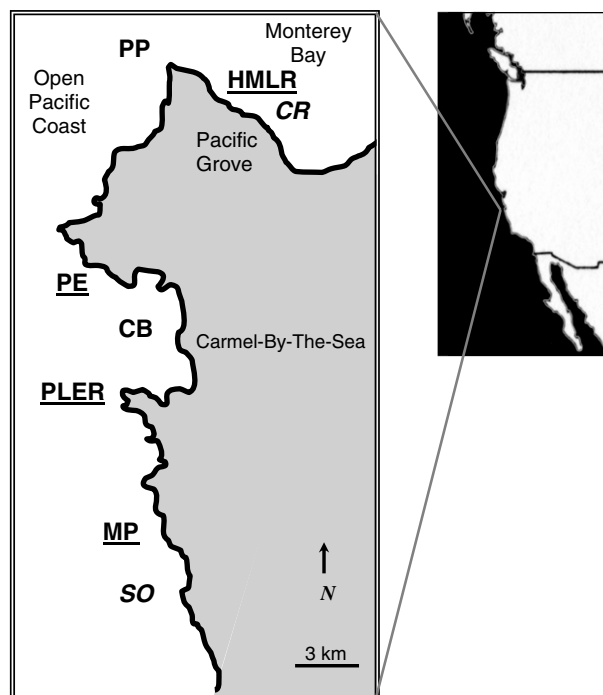 PP
Monterey
Bay
Open
Pacific
Coast
HMLR
CR
Pacific
Grove
PE
CB
Carmel-By-The-Sea
PLER
MP
SO
N
3 km